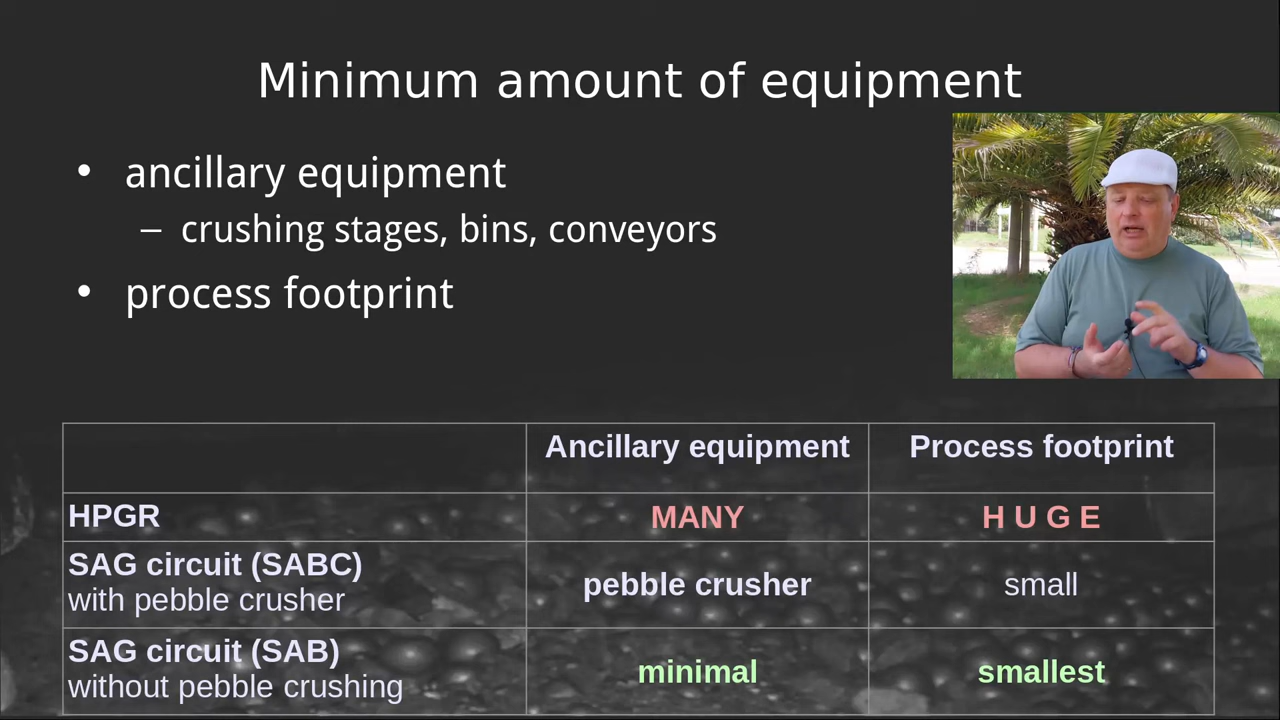 Minimum amount of equipment
• ancillary equipment
– crushing stages, bins, conveyors
• process footprint
Ancillary equipment Process footprint
HPGR MANY H U G E
SAG circuit (SABC)
with pebble crusher pebble crusher small
SAG circuit (SAB)
without pebble crushing minimal smallest